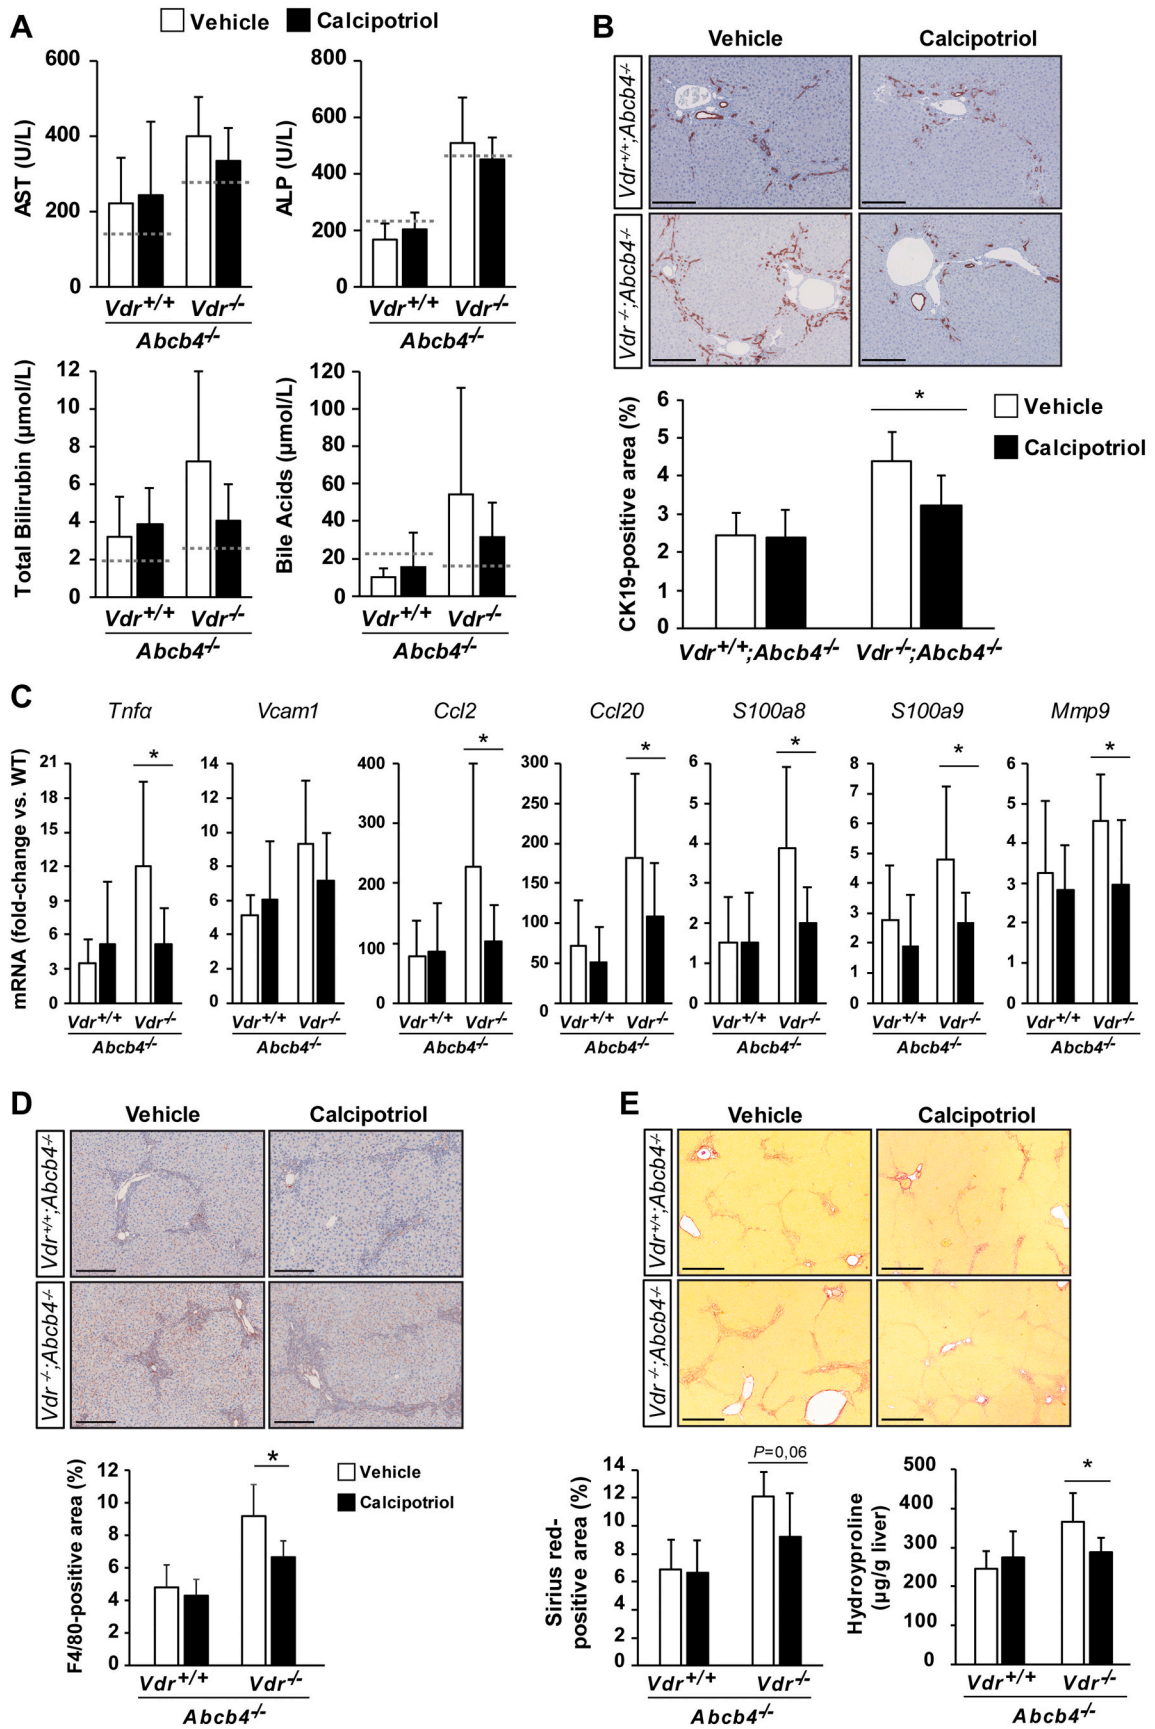 A
Vehicle Calcipotriol
600
400
200
0
AST (U/L)
Vdr+/+ Vdr-/-
Abcb4-/-
800
600
400
200
0
ALP (U/L)
Vdr+/+ Vdr-/-
Abcb4-/-
12
10
8
6
4
2
0
Total Bilirubin (µmol/L)
Vdr+/+ Vdr-/-
Abcb4-/-
120
100
80
60
40
20
0
Bile Acids (µmol/L)
Vdr+/+ Vdr-/-
Abcb4-/-
B
Vehicle Calcipotriol
Vdr+/+;Abcb4-/-
Vdr-/-;Abcb4-/-
6
5
4
3
2
1
0
CK19-positive area (%)
*
Vehicle
Calcipotriol
Vdr+/+;Abcb4-/- Vdr-/-;Abcb4-/-
C
mRNA (fold-change vs. WT)
Tnfα
21
18
15
12
9
6
3
0
*
Vdr+/+ Vdr-/-
Abcb4-/-
Vcam1
14
12
10
8
6
4
2
0
Vdr+/+ Vdr-/-
Abcb4-/-
Ccl2
400
300
200
100
0
*
Vdr+/+ Vdr-/-
Abcb4-/-
Ccl20
300
250
200
150
100
50
0
*
Vdr+/+ Vdr-/-
Abcb4-/-
S100a8
6
5
4
3
2
1
0
*
Vdr+/+ Vdr-/-
Abcb4-/-
S100a9
8
7
6
5
4
3
2
1
0
*
Vdr+/+ Vdr-/-
Abcb4-/-
Mmp9
6
5
4
3
2
1
0
*
Vdr+/+ Vdr-/-
Abcb4-/-
D
Vehicle Calcipotriol
Vdr+/+;Abcb4-/-
Vdr-/-;Abcb4-/-
12
10
8
6
4
2
0
F4/80-positive area (%)
*
Vehicle
Calcipotriol
Vdr+/+ Vdr-/-
Abcb4-/-
E
Vehicle Calcipotriol
Vdr+/+;Abcb4-/-
Vdr-/-;Abcb4-/-
14
12
10
8
6
4
2
0
Sirius red-
positive area (%)
P=0,06
Vdr+/+ Vdr-/-
Abcb4-/-
500
400
300
200
100
0
Hydroyproline
(µg/g liver)
*
Vdr+/+ Vdr-/-
Abcb4-/-